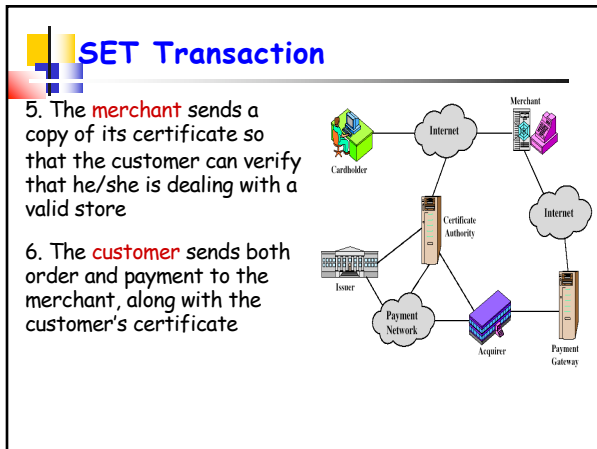 SET Transaction
5. The merchant sends a
copy of its certificate so
that the customer can verify
that he/she is dealing with a
valid store
6. The customer sends both
order and payment to the
merchant, along with the
customer's certificate
Merchant
Internet
Cardholder
Internet
Certificate
Authority
Issuer
Payment
Network
Acquirer
Payment
Gateway